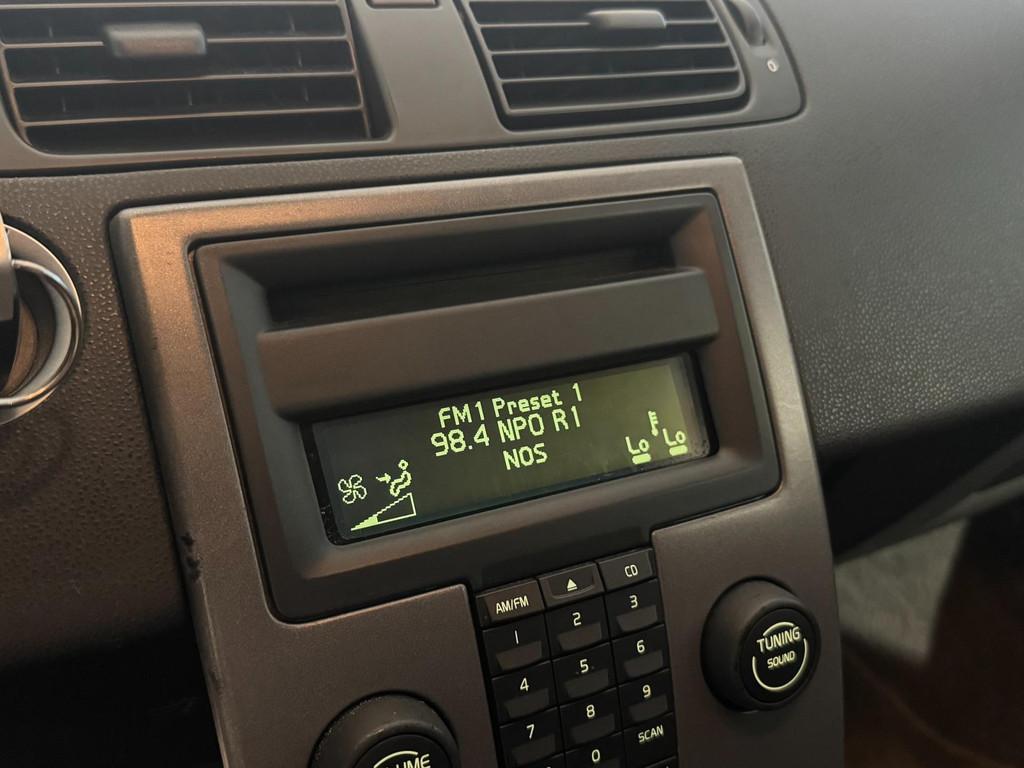 0
FM1 Preset 1
98.4 NPO R1
NOS
Lo Lo
AM/FM CD
1 2 3
4 5 6
7 8 9
0 SCAN
TUNING
SOUND